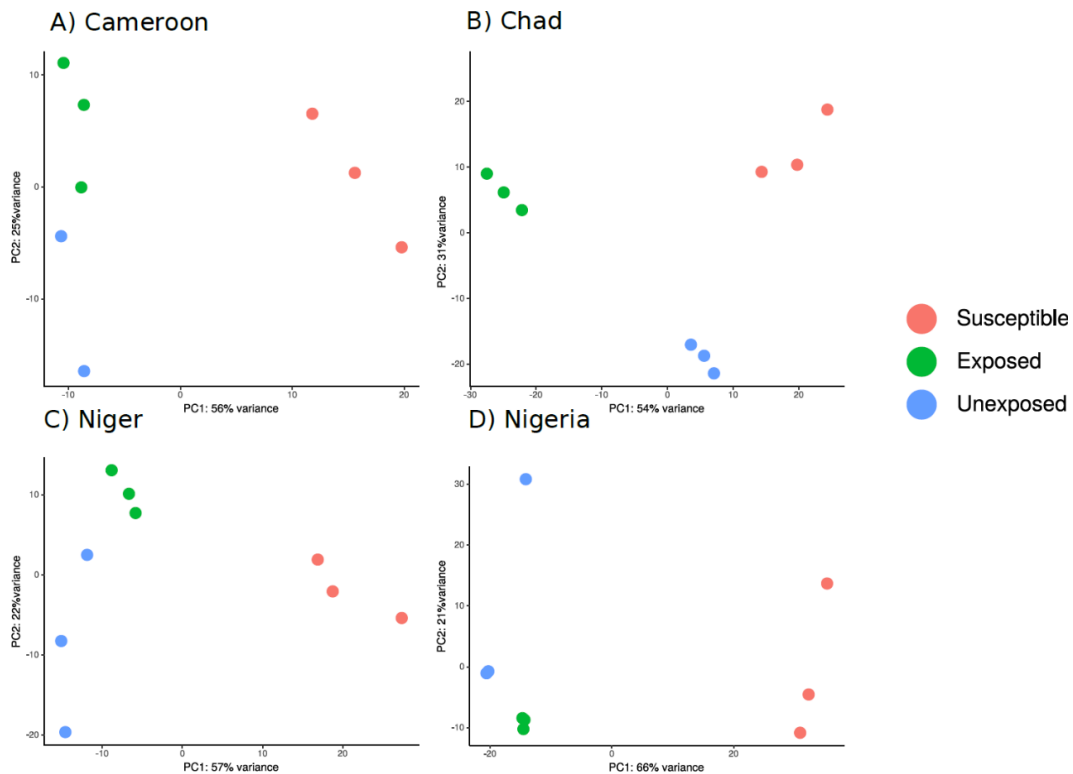 A) Cameroon
B) Chad
10
0
-10
PC2: 25%variance
-10
0
10
20
PC1: 56% variance
20
10
0
-10
-20
PC2: 31%variance
-30
-20
-10
0
10
20
PC1: 54% variance
Susceptible
Exposed
Unexposed
C) Niger
D) Nigeria
10
0
-10
-20
PC2: 22%variance
-10
0
10
20
PC1: 57% variance
30
20
10
0
-10
PC2: 21%variance
-20
0
20
PC1: 66% variance